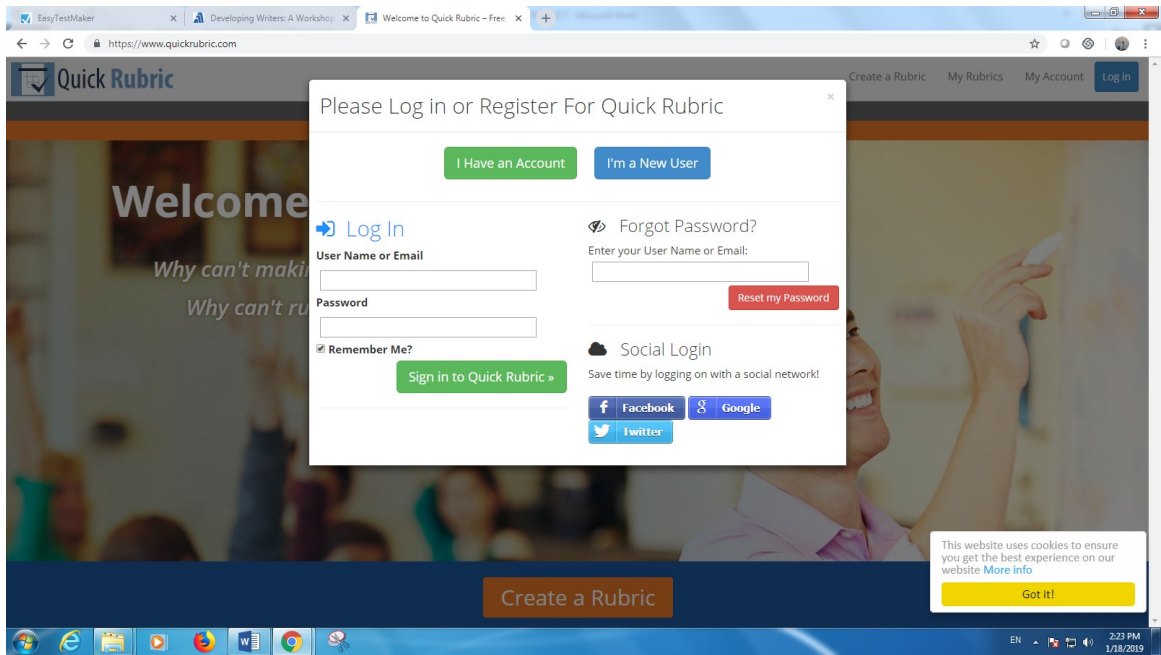 EasyTestMaker
Developing Writers: A Workshop
Welcome to Quick Rubric – Free,
https://www.quickrubric.com
Quick Rubric
Create a Rubric My Rubrics My Account Log in
Please Log in or Register For Quick Rubric
I Have an Account I'm a New User
Welcome
Why can't makin
Why can't ru
Log In
User Name or Email
Password
Remember Me?
Sign in to Quick Rubric »
Forgot Password?
Enter your User Name or Email:
Reset my Password
Social Login
Save time by logging on with a social network!
Facebook Google
Twitter
Create a Rubric
This website uses cookies to ensure
you get the best experience on our
website More info
Got it!
EN 2:23 PM
1/18/2019